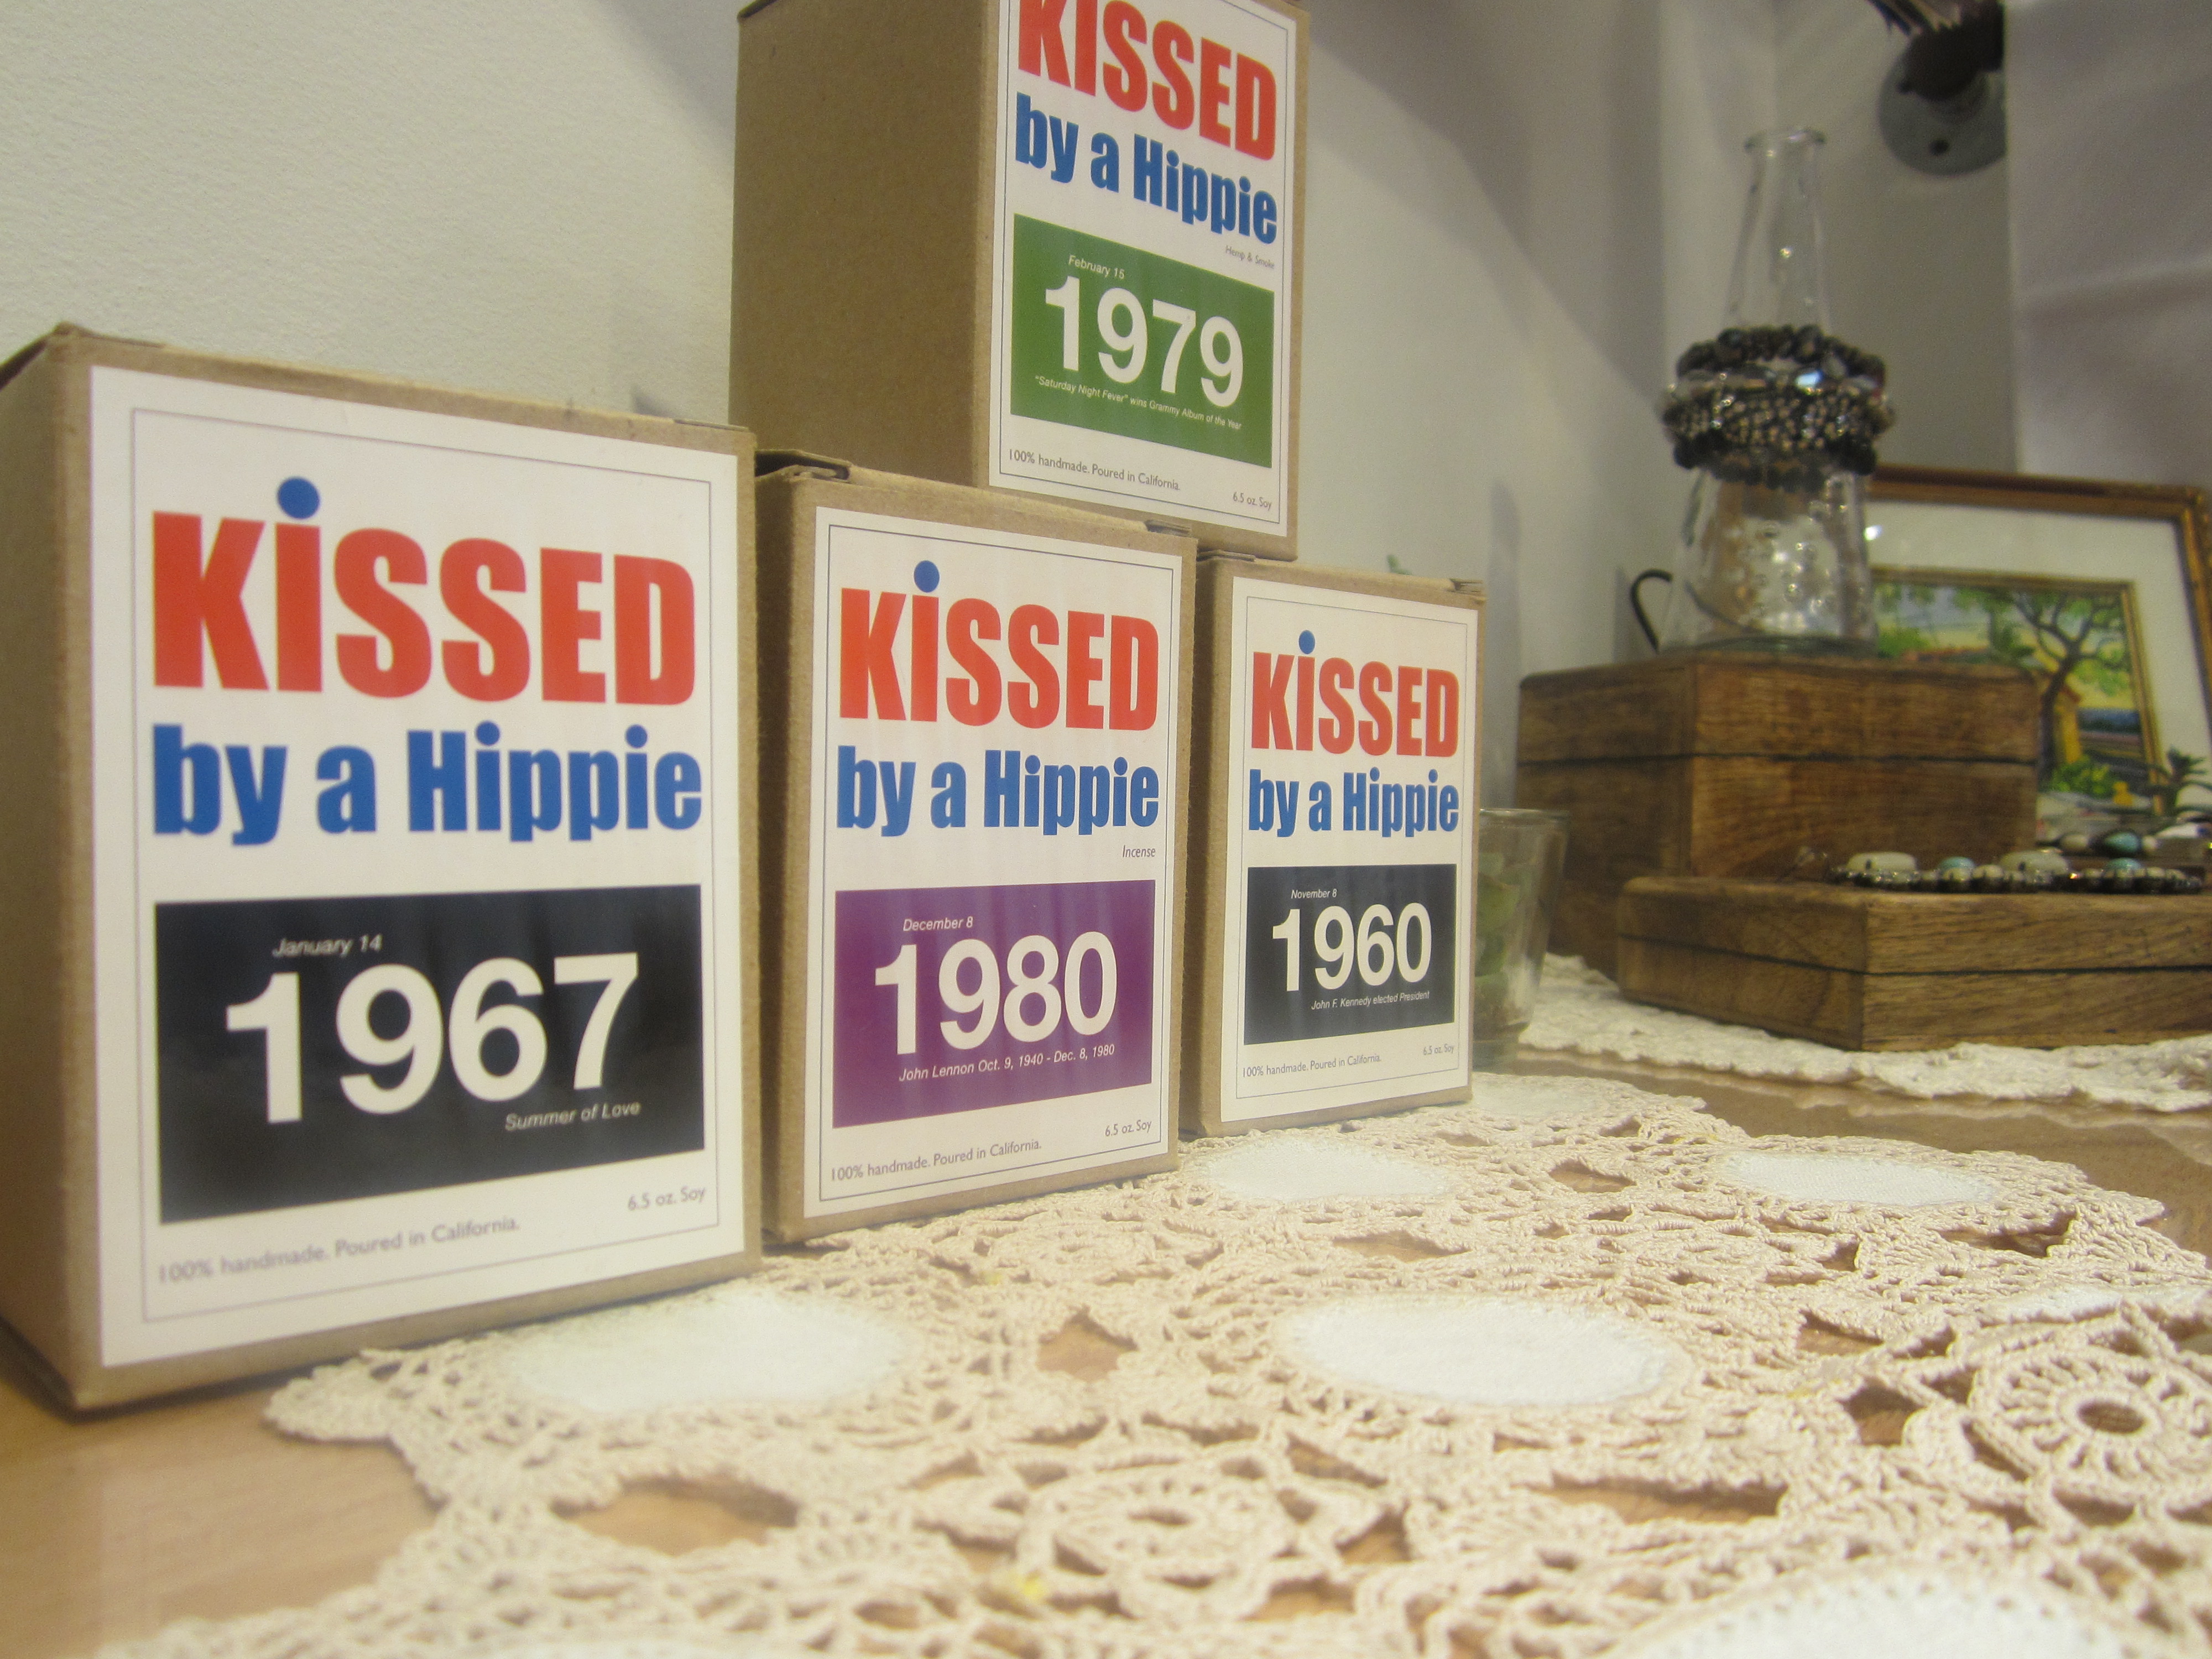 KiSSED
by a Hippie
Hemp & Smoke
February 15
1979
"Saturday Night Fever" wins Grammy Album of the Year
100% handmade. Poured in California.
6.5 oz. Soy
KiSSED
by a Hippie
January 14
1967
Summer of Love
6.5 oz. Soy
100% handmade. Poured in California.
KiSSED
by a Hippie
Incense
December 8
1980
John Lennon Oct. 9, 1940 - Dec. 8, 1980
6.5 oz. Soy
100% handmade. Poured in California.
KiSSED
by a Hippie
November 8
1960
John F. Kennedy elected President
6.5 oz. Soy
100% handmade. Poured in California.